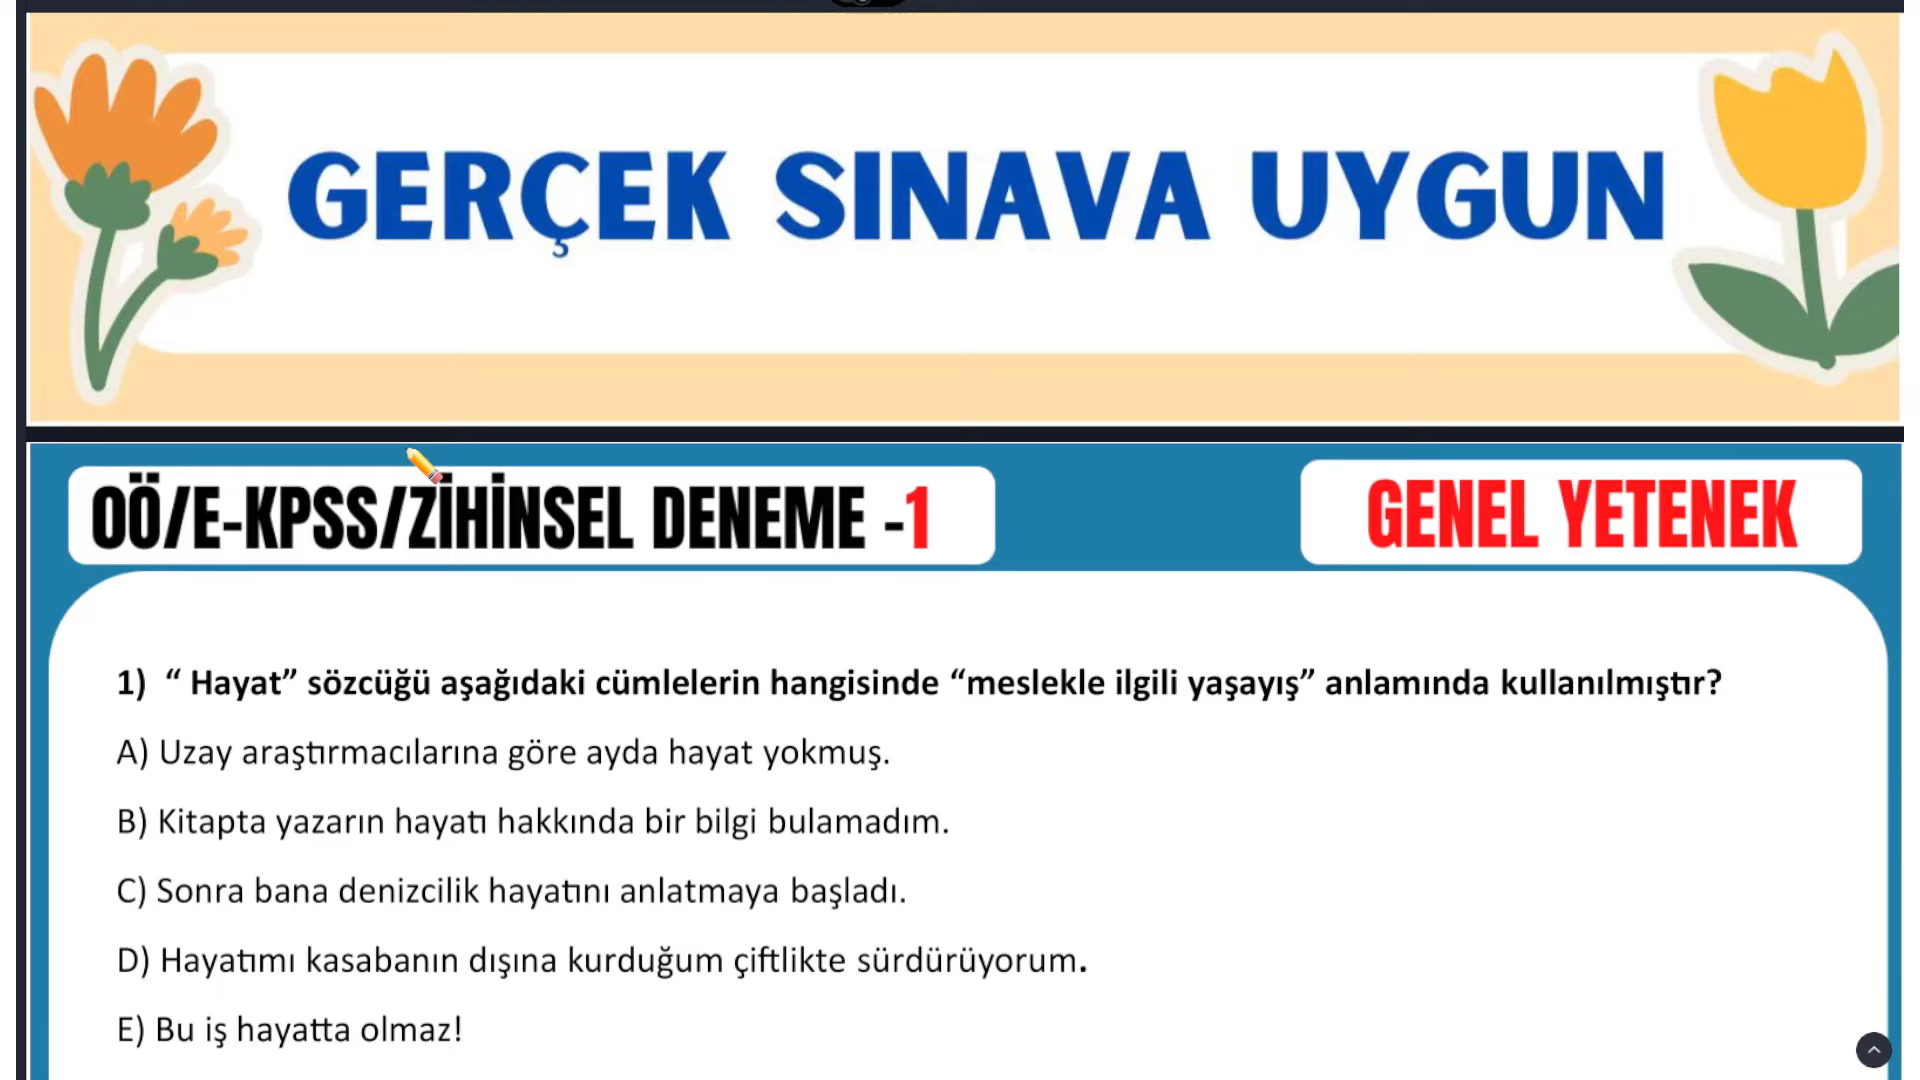 GERÇEK SINAVA UYGUN
OÖ/E-KPSS/ZİHİNSEL DENEME -1
GENEL YETENEK
1) “ Hayat” sözcüğü aşağıdaki cümlelerin hangisinde “meslekle ilgili yaşayış” anlamında kullanılmıştır?
A) Uzay araştırmacılarına göre ayda hayat yokmuş.
B) Kitapta yazarın hayatı hakkında bir bilgi bulamadım.
C) Sonra bana denizcilik hayatını anlatmaya başladı.
D) Hayatımı kasabanın dışına kurduğum çiftlikte sürdürüyorum.
E) Bu iş hayatta olmaz!